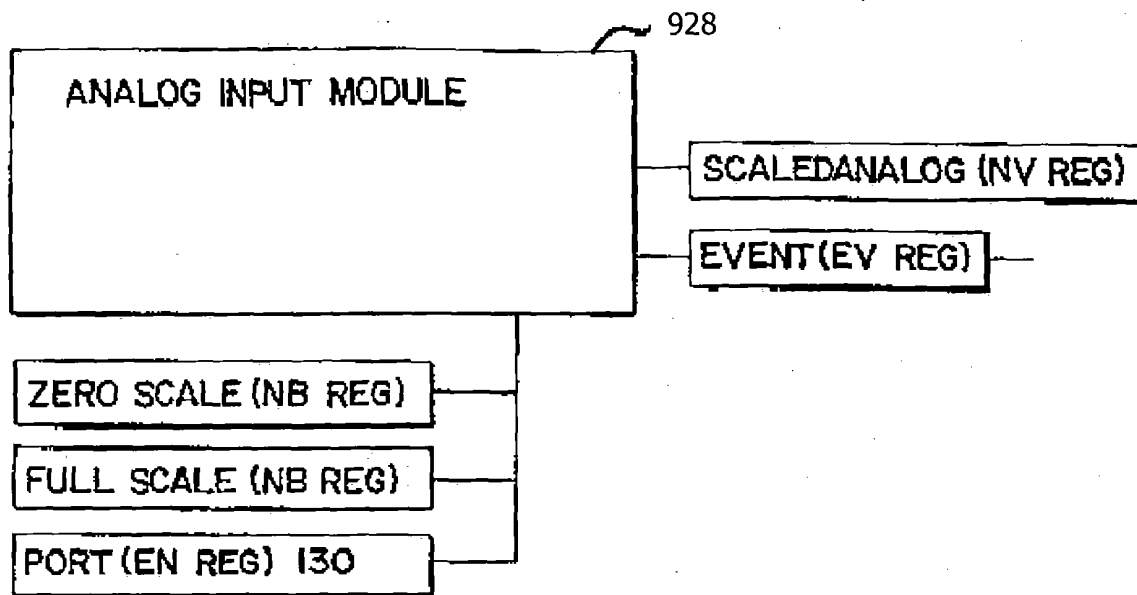 928
ANALOG INPUT MODULE
SCALEDANALOG (NV REG)
EVENT (EV REG)
ZERO SCALE (NB REG)
FULL SCALE (NB REG)
PORT (EN REG) 130